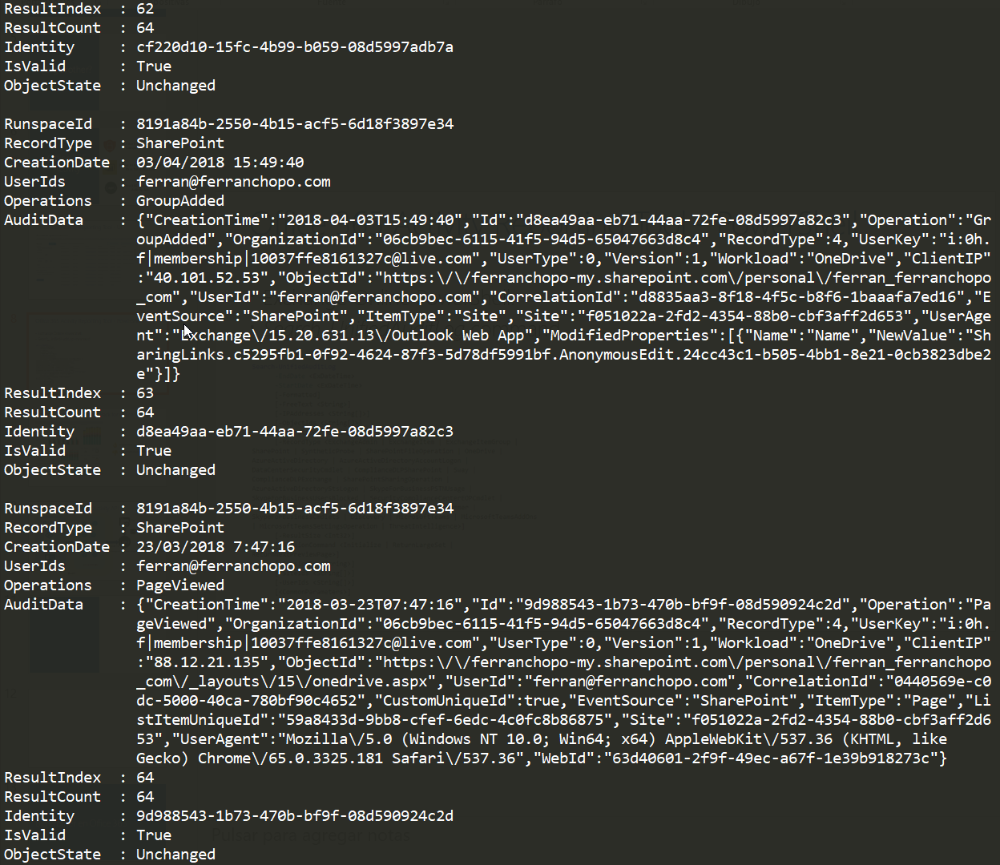 ResultIndex  : 62
ResultCount  : 64
Identity     : cf220d10-15fc-4b99-b059-08d5997adb7a
IsValid      : True
ObjectState  : Unchanged
RunspaceId   : 8191a84b-2550-4b15-acf5-6d18f3897e34
RecordType   : SharePoint
CreationDate : 03/04/2018 15:49:40
UserIds      : ferran@ferranchopo.com
Operations   : GroupAdded
AuditData    : {"CreationTime":"2018-04-03T15:49:40","Id":"d8ea49aa-eb71-44aa-72fe-08d5997a82c3","Operation":"Gr
oupAdded","OrganizationId":"06cb9bec-6115-41f5-94d5-65047663d8c4","RecordType":4,"UserKey":"i:0h.
f|membership|10037ffe8161327c@live.com","UserType":0,"Version":1,"Workload":"OneDrive","ClientIP"
:"40.101.52.53","ObjectId":"https:\/\/ferranchopo-my.sharepoint.com\/personal\/ferran_ferranchopo
_com","UserId":"ferran@ferranchopo.com","CorrelationId":"d8835aa3-8f18-4f5c-b8f6-1baaafa7ed16","E
ventSource":"SharePoint","ItemType":"Site","Site":"f051022a-2fd2-4354-88b0-cbf3aff2d653","UserAge
nt":"Exchange\/15.20.631.13\/Outlook Web App","ModifiedProperties":[{"Name":"Name","NewValue":"Sh
aringLinks.c5295fb1-0f92-4624-87f3-5d78df5991bf.AnonymousEdit.24cc43c1-b505-4bb1-8e21-0cb3823dbe2
e"}]}
ResultIndex  : 63
ResultCount  : 64
Identity     : d8ea49aa-eb71-44aa-72fe-08d5997a82c3
IsValid      : True
ObjectState  : Unchanged
RunspaceId   : 8191a84b-2550-4b15-acf5-6d18f3897e34
RecordType   : SharePoint
CreationDate : 23/03/2018 7:47:16
UserIds      : ferran@ferranchopo.com
Operations   : PageViewed
AuditData    : {"CreationTime":"2018-03-23T07:47:16","Id":"9d988543-1b73-470b-bf9f-08d590924c2d","Operation":"Pa
geViewed","OrganizationId":"06cb9bec-6115-41f5-94d5-65047663d8c4","RecordType":4,"UserKey":"i:0h.
f|membership|10037ffe8161327c@live.com","UserType":0,"Version":1,"Workload":"OneDrive","ClientIP"
:"88.12.21.135","ObjectId":"https:\/\/ferranchopo-my.sharepoint.com\/personal\/ferran_ferranchopo
_com\/_layouts\/15\/onedrive.aspx","UserId":"ferran@ferranchopo.com","CorrelationId":"0440569e-c0
dc-5000-40ca-780bf90c4652","CustomUniqueId":true,"EventSource":"SharePoint","ItemType":"Page","Li
stItemUniqueId":"59a8433d-9bb8-cfef-6edc-4c0fc8b86875","Site":"f051022a-2fd2-4354-88b0-cbf3aff2d6
53","UserAgent":"Mozilla\/5.0 (Windows NT 10.0; Win64; x64) AppleWebKit\/537.36 (KHTML, like
Gecko) Chrome\/65.0.3325.181 Safari\/537.36","WebId":"63d40601-2f9f-49ec-a67f-1e39b918273c"}
ResultIndex  : 64
ResultCount  : 64
Identity     : 9d988543-1b73-470b-bf9f-08d590924c2d
IsValid      : True
Pulsar para agregar notas
ObjectState  : Unchanged